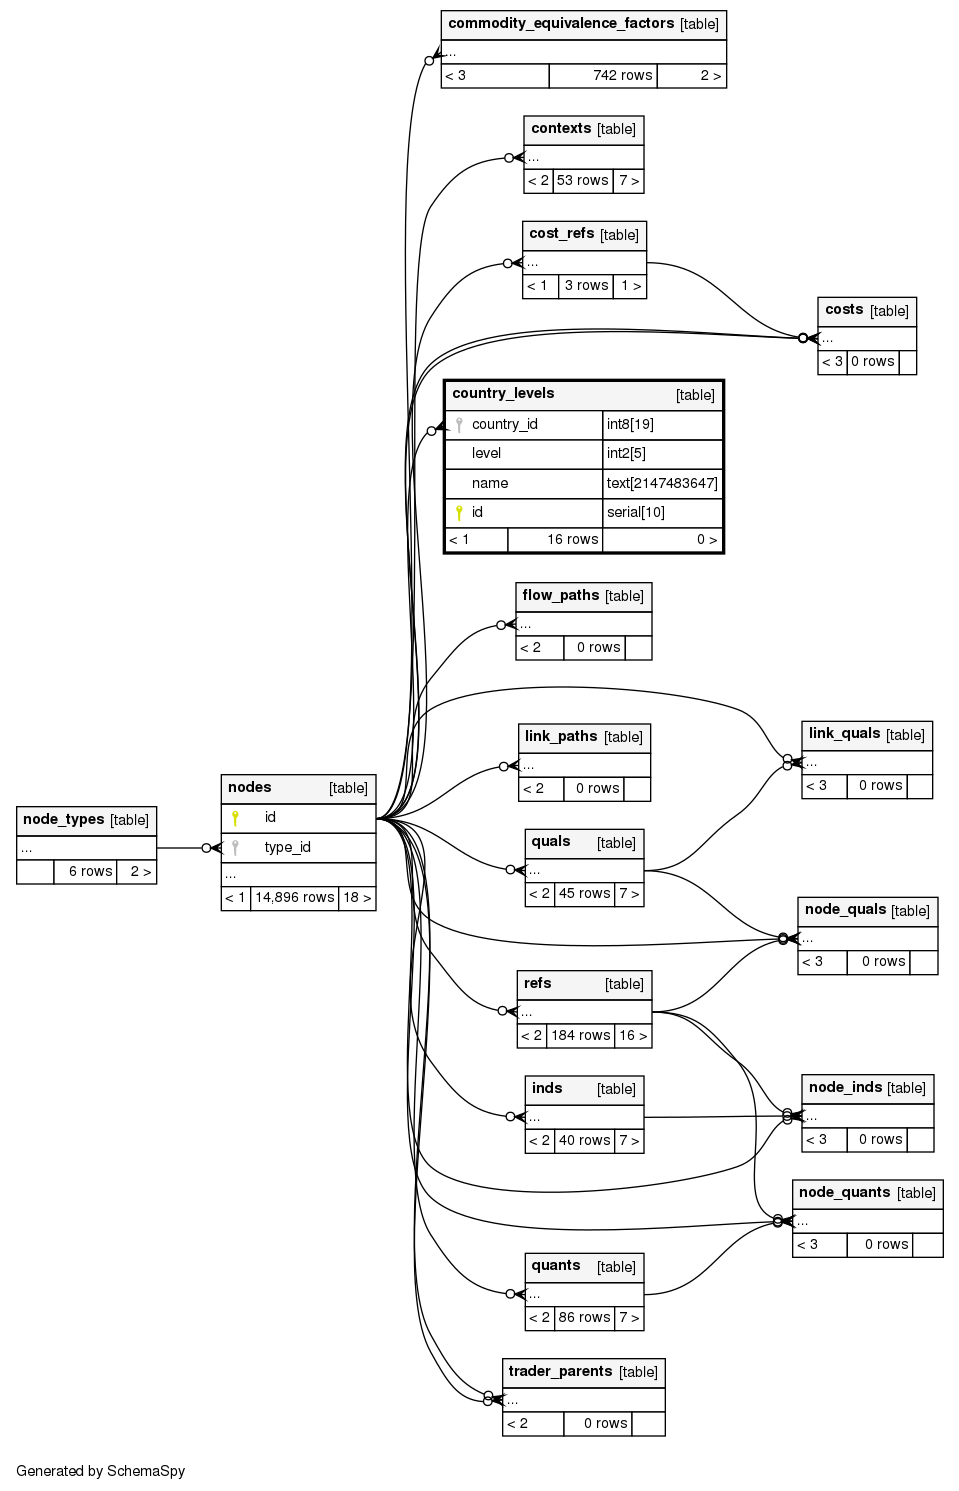 commodity_equivalence_factors [table]
...
< 3 742 rows 2 >
contexts [table]
...
< 2 53 rows 7 >
cost_refs [table]
...
< 1 3 rows 1 >
costs [table]
...
< 3 0 rows
country_levels [table]
country_id int8[19]
level int2[5]
name text[2147483647]
id serial[10]
< 1 16 rows 0 >
flow_paths [table]
...
< 2 0 rows
link_paths [table]
...
< 2 0 rows
link_quals [table]
...
< 3 0 rows
nodes [table]
id
type_id
...
< 1 14,896 rows 18 >
node_types [table]
...
6 rows 2 >
quals [table]
...
< 2 45 rows 7 >
node_quals [table]
...
< 3 0 rows
refs [table]
...
< 2 184 rows 16 >
inds [table]
...
< 2 40 rows 7 >
node_inds [table]
...
< 3 0 rows
node_quants [table]
...
< 3 0 rows
quants [table]
...
< 2 86 rows 7 >
trader_parents [table]
...
< 2 0 rows
Generated by SchemaSpy